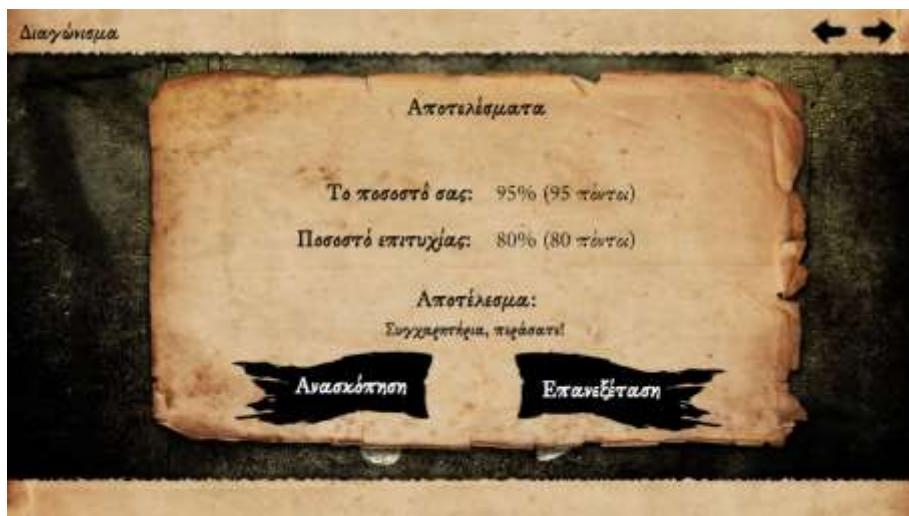 Διαγώνισμα
Αποτελέσματα
Το ποσοστό σας: 95% (95 πόντοι)
Ποσοστό επιτυχίας: 80% (80 πόντοι)
Αποτέλεσμα:
Συγχαρητήρια, περάσατε!
Ανασκόπηση Επανεξέταση